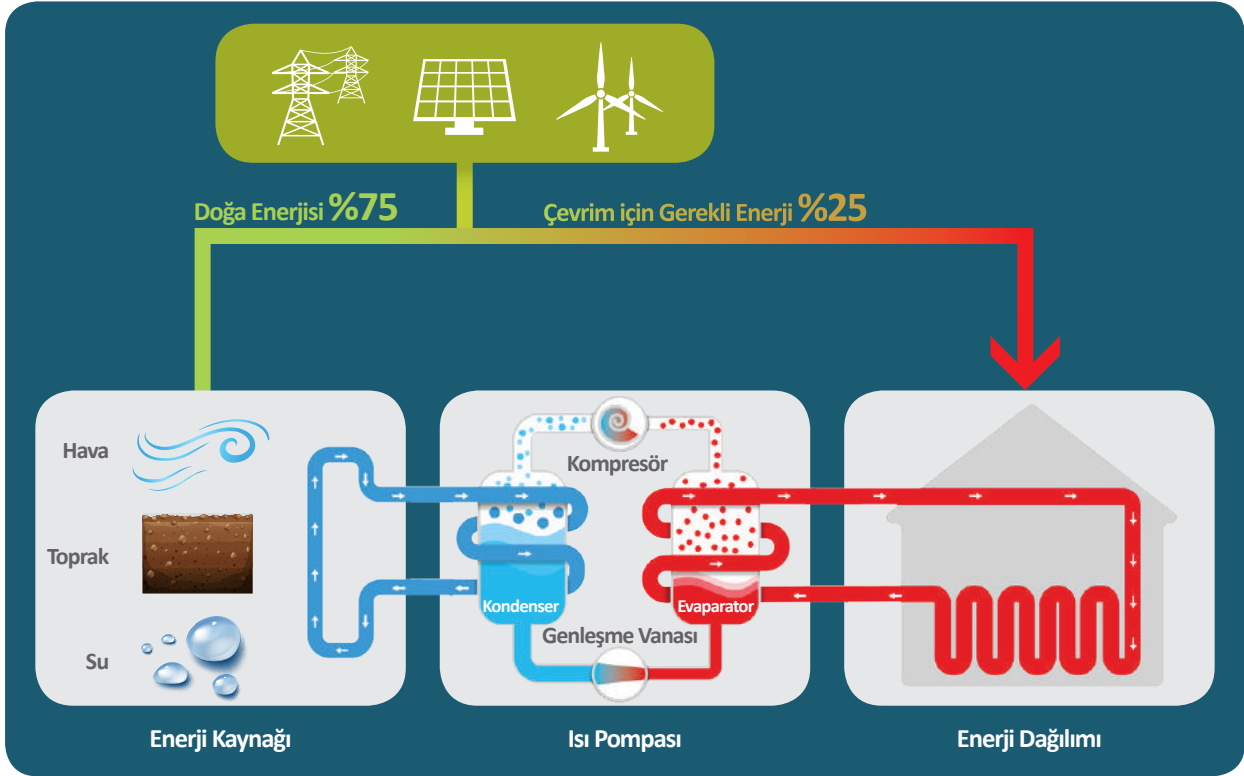 Doğa Enerjisi %75
Çevrim için Gerekli Enerji %25
Hava
Toprak
Su
Kompresör
Kondenser
Evaparator
Genleşme Vanası
Enerji Kaynağı
Isı Pompası
Enerji Dağılımı